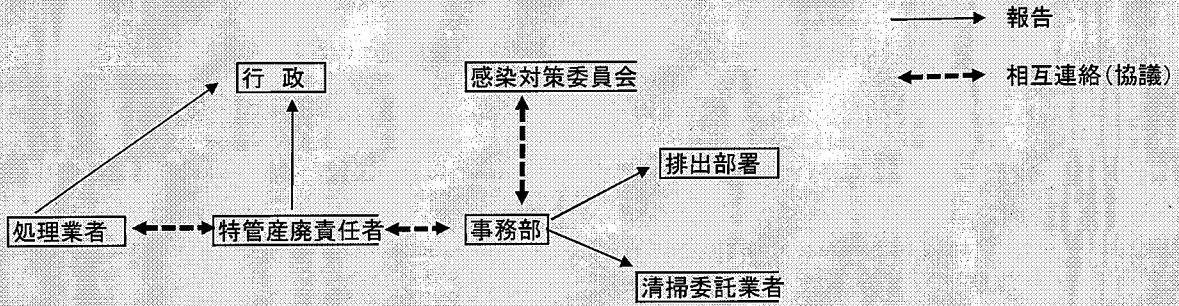 報告
行 政
感染対策委員会
相互連絡(協議)
排出部署
処理業者
特管産廃責任者
事務部
清掃委託業者